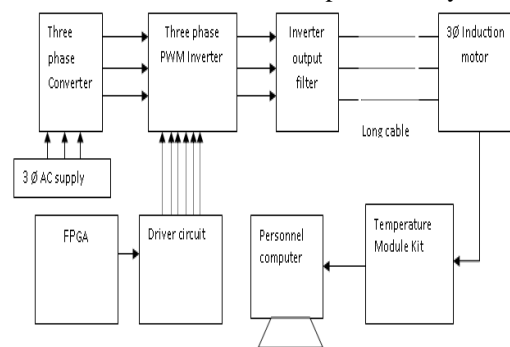 Three
phase
Converter
Three phase
PWM Inverter
Inverter
output
filter
3Ø Induction
motor
Long cable
3 Ø AC supply
FPGA
Driver circuit
Personnel
computer
Temperature
Module Kit